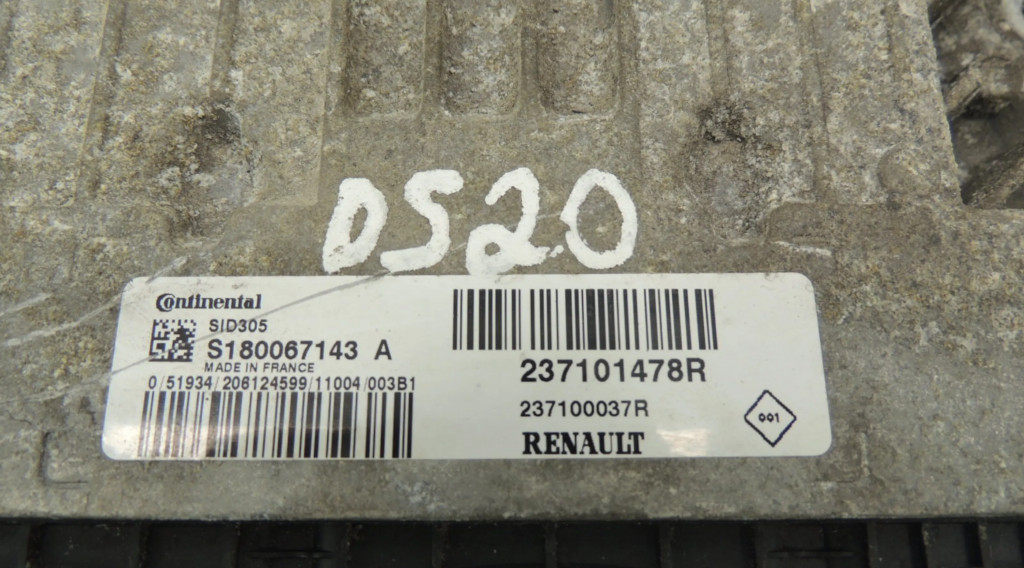 DS20
Continental
SID305
S180067143 A
MADE IN FRANCE
0/51934/206124599/11004/003B1
237101478R
237100037R
RENAULT
001